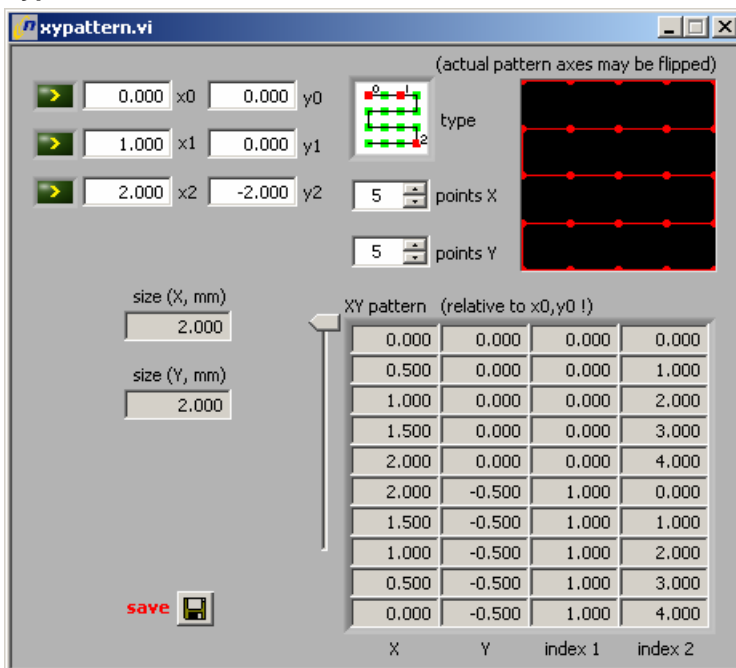 xypattern.vi
(actual pattern axes may be flipped)
0.000 x0 0.000 y0
1.000 x1 0.000 y1
2.000 x2 -2.000 y2
0 1
2
type
5 points X
5 points Y
size (X, mm)
2.000
size (Y, mm)
2.000
XY pattern (relative to x0,y0 !)
0.000 0.000 0.000 0.000
0.500 0.000 0.000 1.000
1.000 0.000 0.000 2.000
1.500 0.000 0.000 3.000
2.000 0.000 0.000 4.000
2.000 -0.500 1.000 0.000
1.500 -0.500 1.000 1.000
1.000 -0.500 1.000 2.000
0.500 -0.500 1.000 3.000
0.000 -0.500 1.000 4.000
X Y index 1 index 2
save